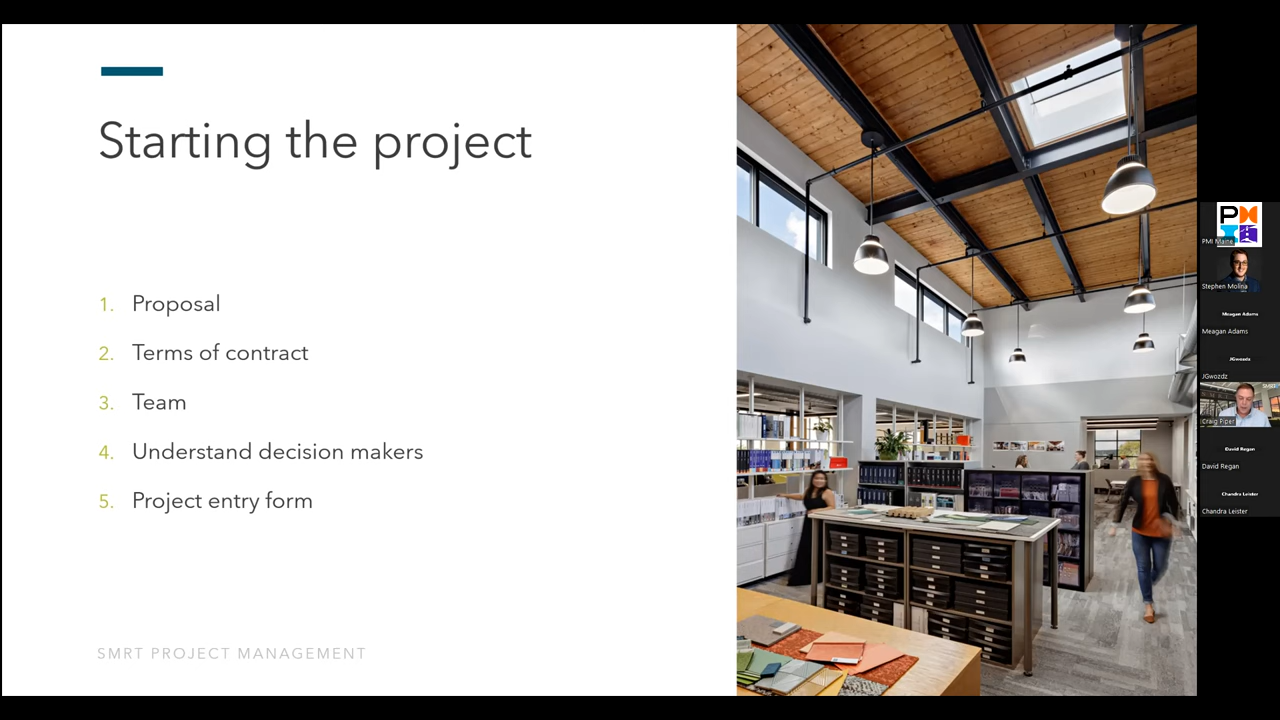 Starting the project
1. Proposal
2. Terms of contract
3. Team
4. Understand decision makers
5. Project entry form
SMRT PROJECT MANAGEMENT
PMI Maine
Stephen Molina
Meagan Adams
Meagan Adams
JGwozdz
JGwozdz
SMRT
Craig Piper
David Regan
David Regan
Chandra Leister
Chandra Leister